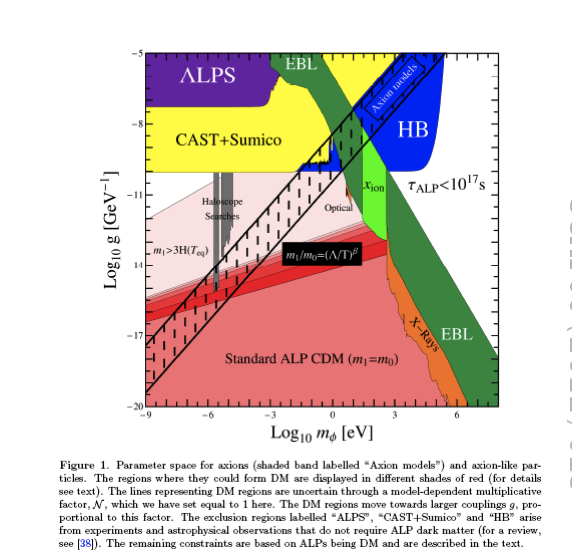 -5
-8
-11
-14
-17
-20
Log₁₀ g [GeV⁻¹]
ALPS
EBL
Axion models
CAST+Sumico
HB
Haloscope
Searches
Optical
xion
τALP<10¹⁷s
m₁>3H(Teq)
m₁/m₀=(Λ/T)^β
X-Rays
EBL
Standard ALP CDM (m₁=m₀)
-9 -6 -3 0 3 6
Log₁₀ mϕ [eV]
Figure 1. Parameter space for axions (shaded band labelled “Axion models”) and axion-like par-
ticles. The regions where they could form DM are displayed in different shades of red (for details
see text). The lines representing DM regions are uncertain through a model-dependent multiplicative
factor, 𝒩, which we have set equal to 1 here. The DM regions move towards larger couplings g, pro-
portional to this factor. The exclusion regions labelled “ALPS”, “CAST+Sumico” and “HB” arise
from experiments and astrophysical observations that do not require ALP dark matter (for a review,
see [38]). The remaining constraints are based on ALPs being DM and are described in the text.